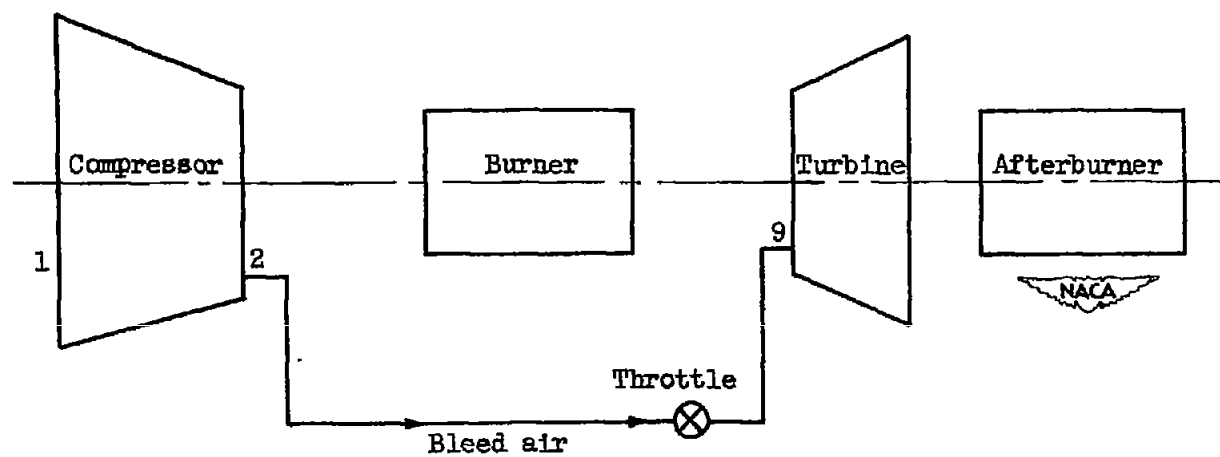 Compressor
Burner
Turbine
Afterburner
1
2
9
NACA
Throttle
Bleed air